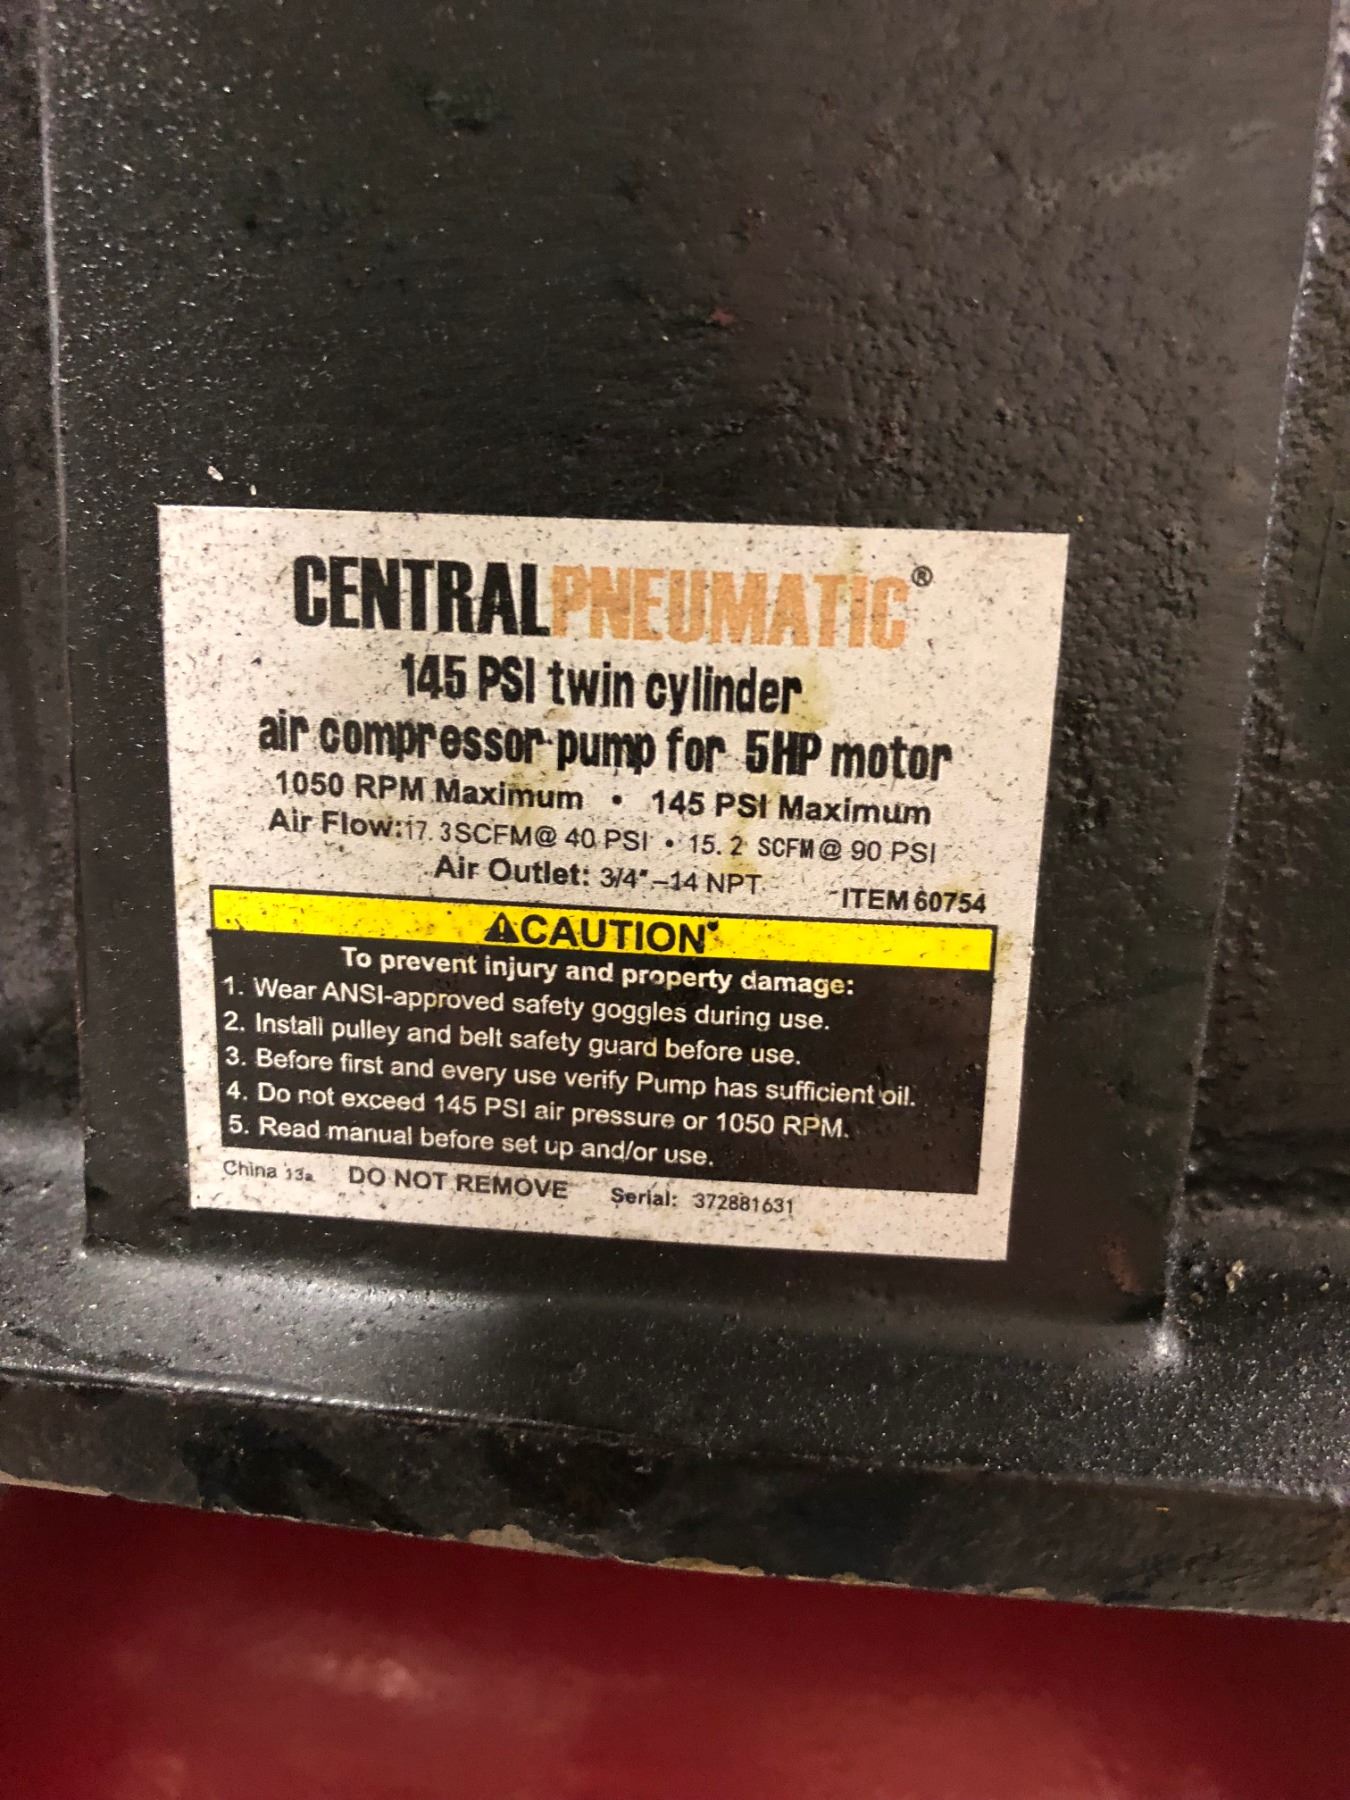 CENTRALPNEUMATIC®
145 PSI twin cylinder
air compressor pump for 5HP motor
1050 RPM Maximum • 145 PSI Maximum
Air Flow:17.3SCFM@ 40 PSI • 15.2 SCFM@ 90 PSI
Air Outlet: 3/4"–14 NPT ITEM 60754
⚠CAUTION
To prevent injury and property damage:
1. Wear ANSI-approved safety goggles during use.
2. Install pulley and belt safety guard before use.
3. Before first and every use verify Pump has sufficient oil.
4. Do not exceed 145 PSI air pressure or 1050 RPM.
5. Read manual before set up and/or use.
China 13a DO NOT REMOVE Serial: 372881631